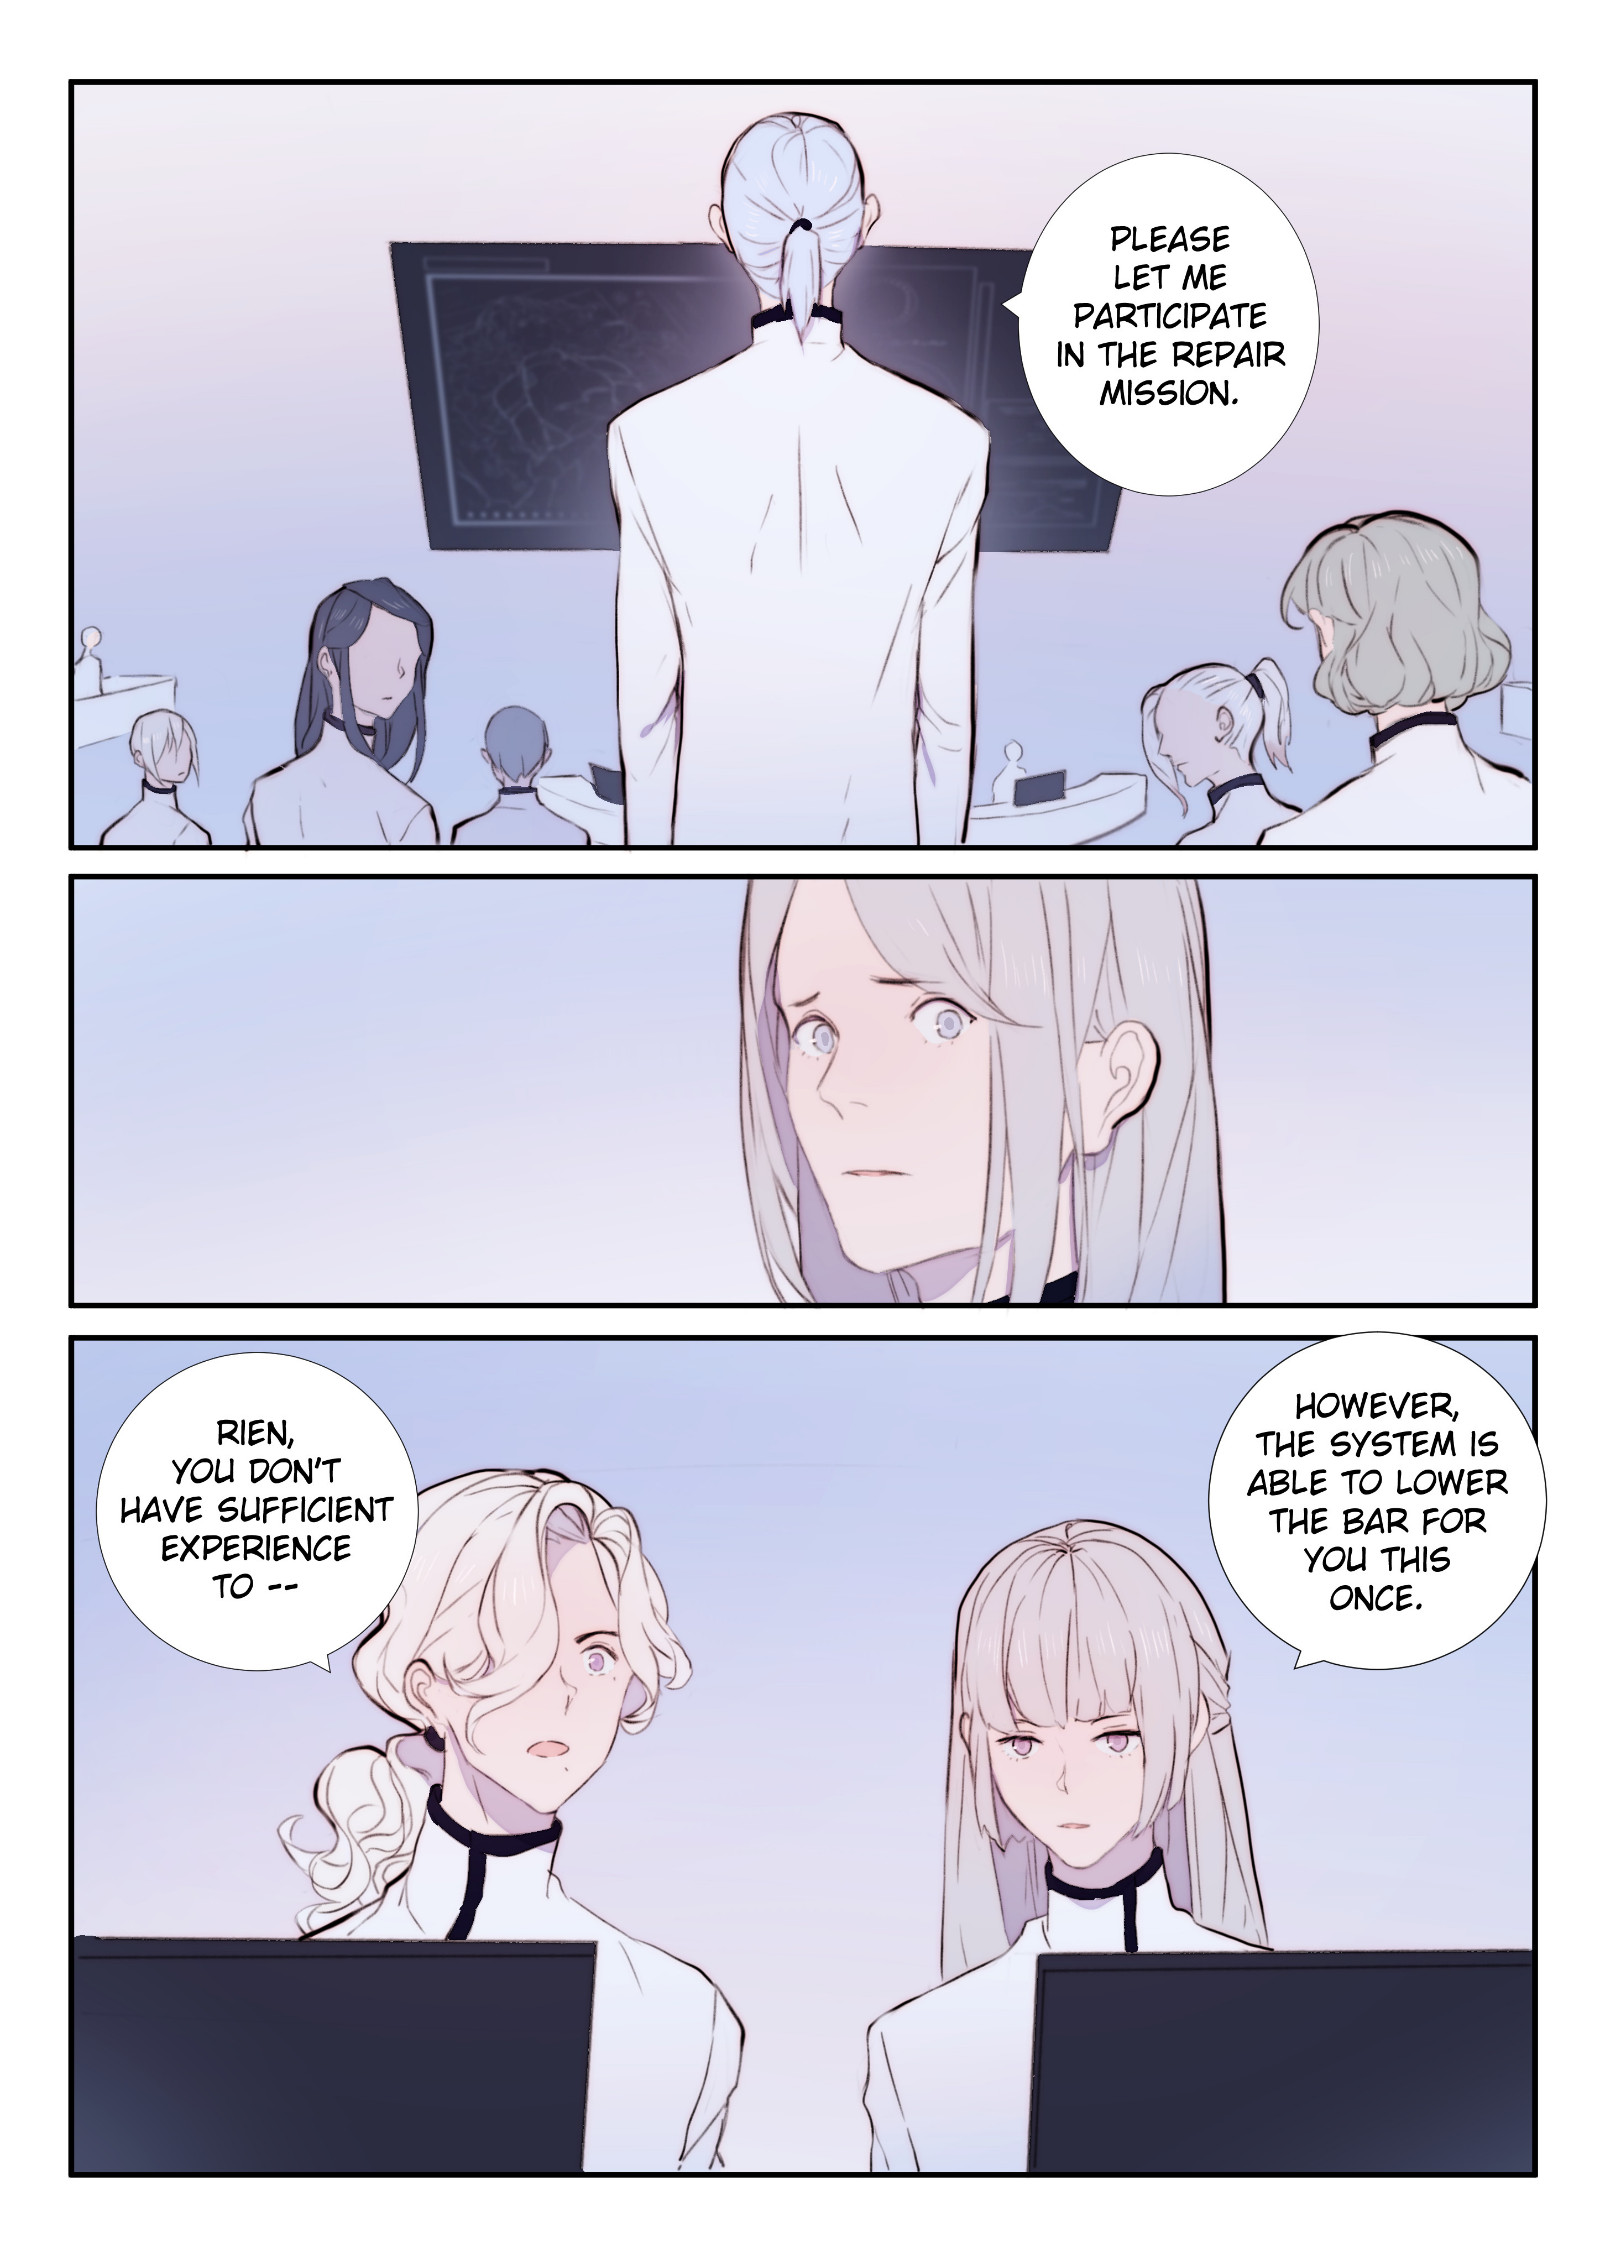 PLEASE
LET ME
PARTICIPATE
IN THE REPAIR
MISSION.
RIEN,
YOU DON'T
HAVE SUFFICIENT
EXPERIENCE
TO --
HOWEVER,
THE SYSTEM IS
ABLE TO LOWER
THE BAR FOR
YOU THIS
ONCE.